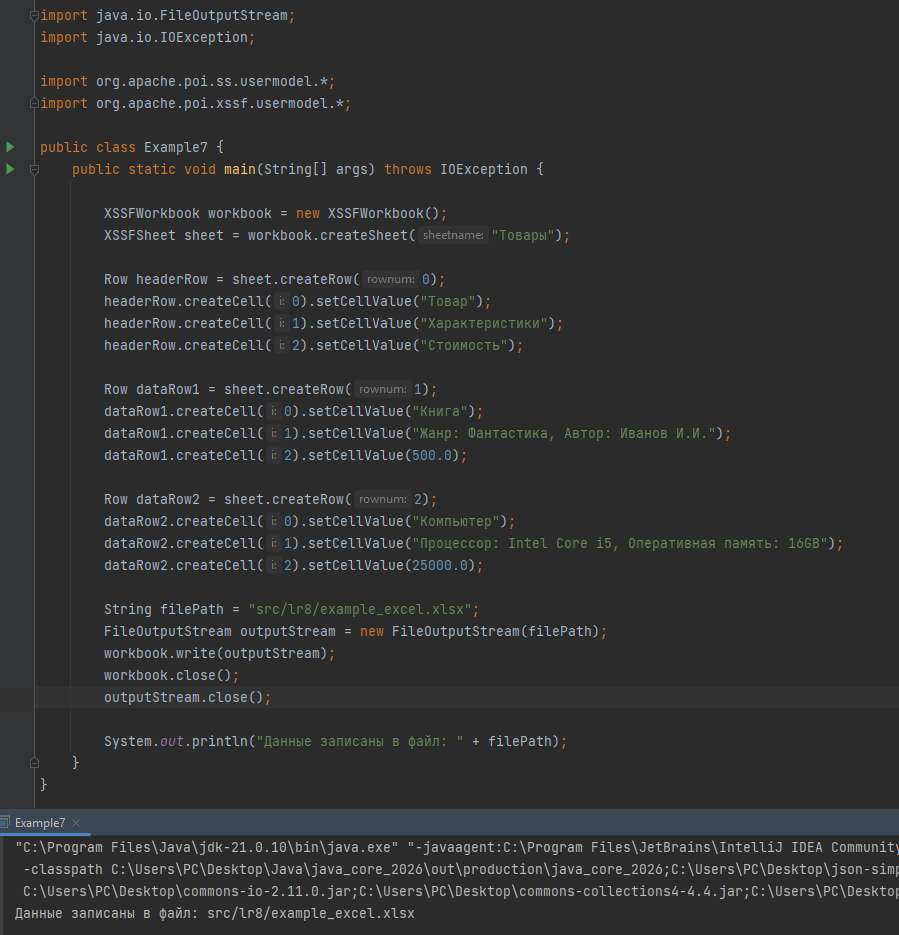 import java.io.FileOutputStream;
import java.io.IOException;
import org.apache.poi.ss.usermodel.*;
import org.apache.poi.xssf.usermodel.*;
public class Example7 {
public static void main(String[] args) throws IOException {
XSSFWorkbook workbook = new XSSFWorkbook();
XSSFSheet sheet = workbook.createSheet( sheetname: "Товары");
Row headerRow = sheet.createRow( rownum: 0);
headerRow.createCell( i: 0).setCellValue("Товар");
headerRow.createCell( i: 1).setCellValue("Характеристики");
headerRow.createCell( i: 2).setCellValue("Стоимость");
Row dataRow1 = sheet.createRow( rownum: 1);
dataRow1.createCell( i: 0).setCellValue("Книга");
dataRow1.createCell( i: 1).setCellValue("Жанр: Фантастика, Автор: Иванов И.И.");
dataRow1.createCell( i: 2).setCellValue(500.0);
Row dataRow2 = sheet.createRow( rownum: 2);
dataRow2.createCell( i: 0).setCellValue("Компьютер");
dataRow2.createCell( i: 1).setCellValue("Процессор: Intel Core i5, Оперативная память: 16GB");
dataRow2.createCell( i: 2).setCellValue(25000.0);
String filePath = "src/lr8/example_excel.xlsx";
FileOutputStream outputStream = new FileOutputStream(filePath);
workbook.write(outputStream);
workbook.close();
outputStream.close();
System.out.println("Данные записаны в файл: " + filePath);
}
}
Example7
"C:\Program Files\Java\jdk-21.0.10\bin\java.exe" "-javaagent:C:\Program Files\JetBrains\IntelliJ IDEA Community
-classpath C:\Users\PC\Desktop\Java\java_core_2026\out\production\java_core_2026;C:\Users\PC\Desktop\json-simp
C:\Users\PC\Desktop\commons-io-2.11.0.jar;C:\Users\PC\Desktop\commons-collections4-4.4.jar;C:\Users\PC\Desktop
Данные записаны в файл: src/lr8/example_excel.xlsx